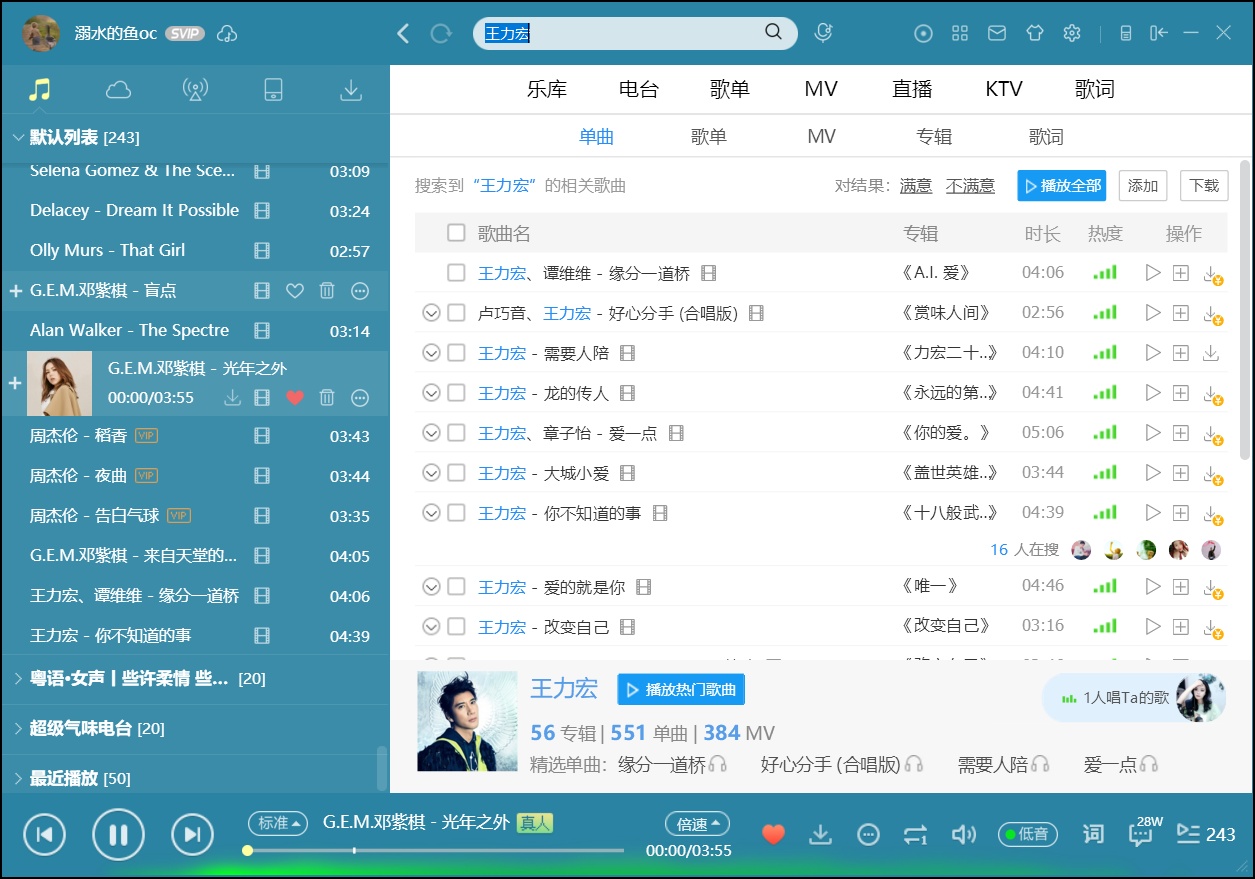 溺水的鱼oc SVIP
王力宏
默认列表 [243]
Selena Gomez & The Sce... 03:09
Delacey - Dream It Possible 03:24
Olly Murs - That Girl 02:57
G.E.M.邓紫棋 - 盲点
Alan Walker - The Spectre 03:14
G.E.M.邓紫棋 - 光年之外
00:00/03:55
周杰伦 - 稻香 VIP 03:43
周杰伦 - 夜曲 VIP 03:44
周杰伦 - 告白气球 VIP 03:35
G.E.M.邓紫棋 - 来自天堂的... 04:05
王力宏、谭维维 - 缘分一道桥 04:06
王力宏 - 你不知道的事 04:39
粤语•女声丨些许柔情 些... [20]
超级气味电台 [20]
最近播放 [50]
乐库 电台 歌单 MV 直播 KTV 歌词
单曲 歌单 MV 专辑 歌词
搜索到 “王力宏” 的相关歌曲 对结果： 满意 不满意 播放全部 添加 下载
歌曲名 专辑 时长 热度 操作
王力宏、谭维维 - 缘分一道桥 《A.I. 爱》 04:06
卢巧音、王力宏 - 好心分手 (合唱版) 《赏味人间》 02:56
王力宏 - 需要人陪 《力宏二十..》 04:10
王力宏 - 龙的传人 《永远的第..》 04:41
王力宏、章子怡 - 爱一点 《你的爱。》 05:06
王力宏 - 大城小爱 《盖世英雄..》 03:44
王力宏 - 你不知道的事 《十八般武..》 04:39
16 人在搜
王力宏 - 爱的就是你 《唯一》 04:46
王力宏 - 改变自己 《改变自己》 03:16
王力宏 播放热门歌曲
1人唱Ta的歌
56 专辑 | 551 单曲 | 384 MV
精选单曲： 缘分一道桥 好心分手 (合唱版) 需要人陪 爱一点
标准 G.E.M.邓紫棋 - 光年之外 真人 倍速
00:00/03:55
低音 词 28W 243